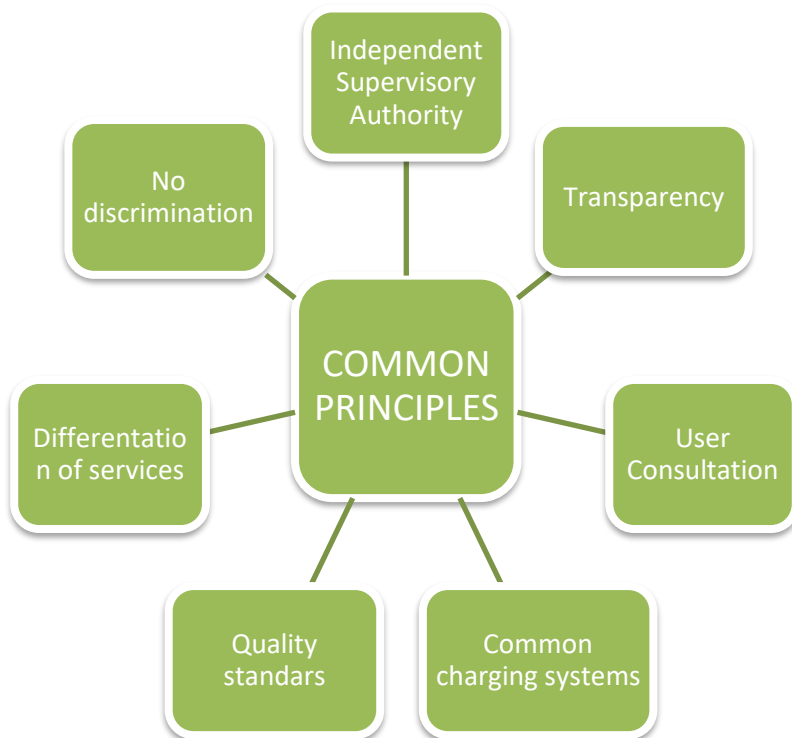 Independent
Supervisory
Authority
No
discrimination
Transparency
COMMON
PRINCIPLES
Differentatio
n of services
User
Consultation
Quality
standars
Common
charging systems